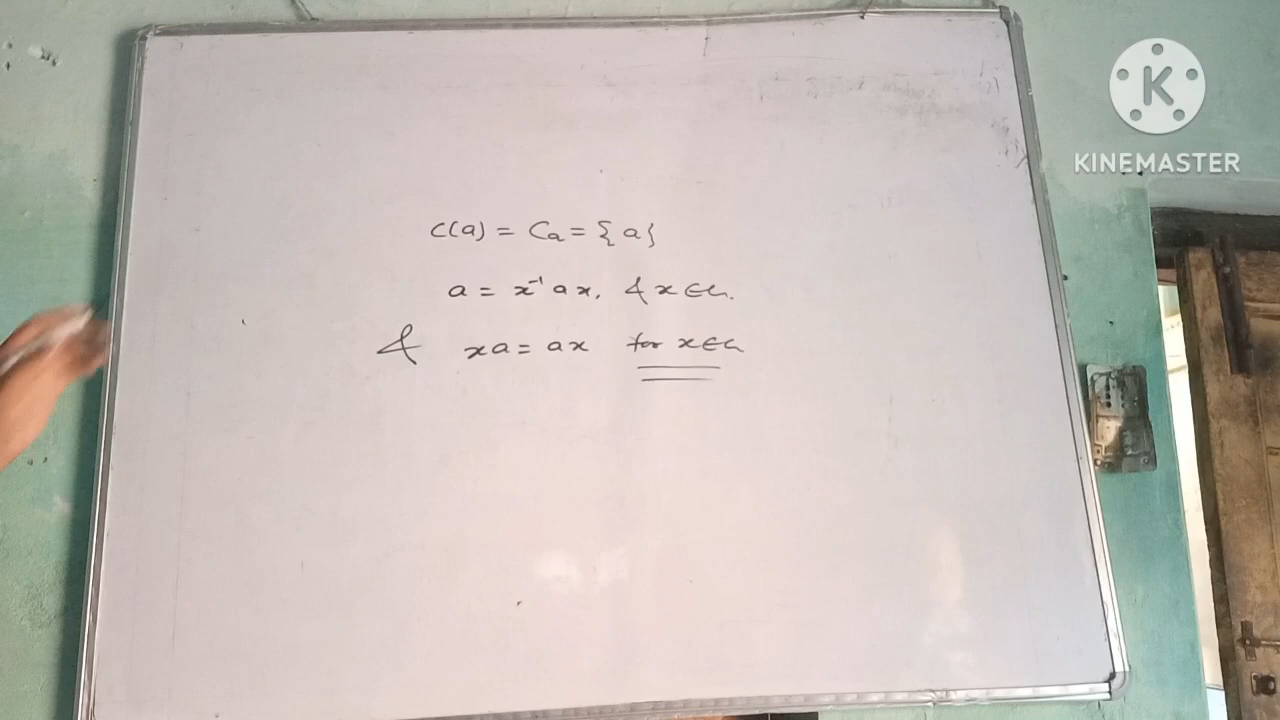 C(a) = Ca = {a}
a = x⁻¹ax, & x∈G.
& xa = ax for x∈G
KINEMASTER